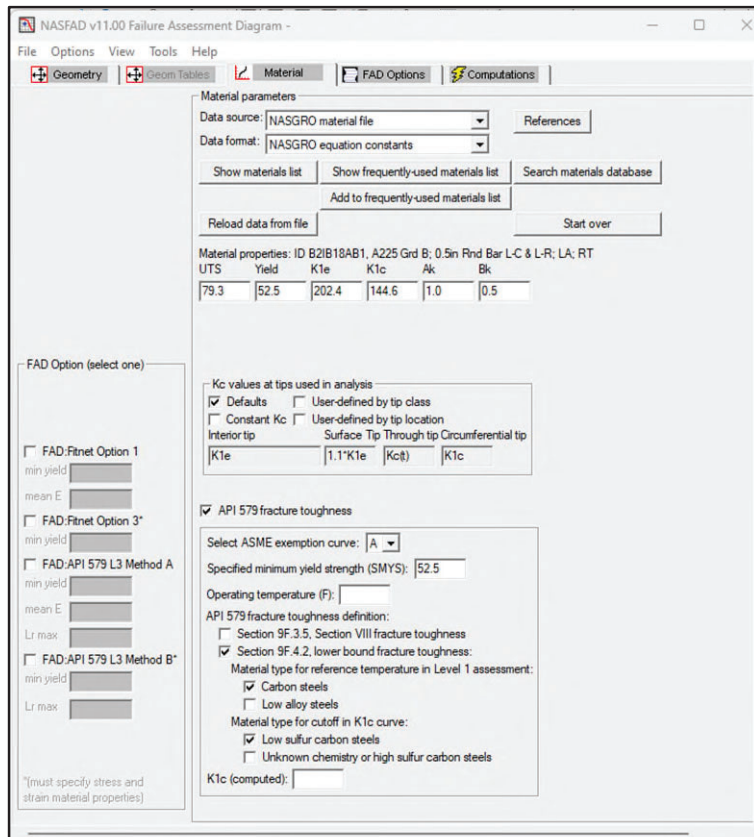 NASFAD v11.00 Failure Assessment Diagram -
File Options View Tools Help
Geometry Geom Tables Material FAD Options Computations
Material parameters
Data source: NASGRO material file References
Data format: NASGRO equation constants
Show materials list Show frequently-used materials list Search materials database
Add to frequently-used materials list
Reload data from file Start over
Material properties: ID B2IB18AB1, A225 Grd B; 0.5in Rnd Bar L-C & L-R; LA; RT
UTS Yield K1e K1c Ak Bk
79.3 52.5 202.4 144.6 1.0 0.5
FAD Option (select one)
FAD:Fitnet Option 1
min yield
mean E
FAD:Fitnet Option 3*
min yield
FAD:API 579 L3 Method A
min yield
mean E
Lr max
FAD:API 579 L3 Method B*
min yield
Lr max
*(must specify stress and
strain material properties)
Kc values at tips used in analysis
Defaults User-defined by tip class
Constant Kc User-defined by tip location
Interior tip Surface Tip Through tip Circumferential tip
K1e 1.1*K1e Kc(t) K1c
API 579 fracture toughness
Select ASME exemption curve: A
Specified minimum yield strength (SMYS): 52.5
Operating temperature (F):
API 579 fracture toughness definition:
Section 9F.3.5, Section VIII fracture toughness
Section 9F.4.2, lower bound fracture toughness:
Material type for reference temperature in Level 1 assessment:
Carbon steels
Low alloy steels
Material type for cutoff in K1c curve:
Low sulfur carbon steels
Unknown chemistry or high sulfur carbon steels
K1c (computed):